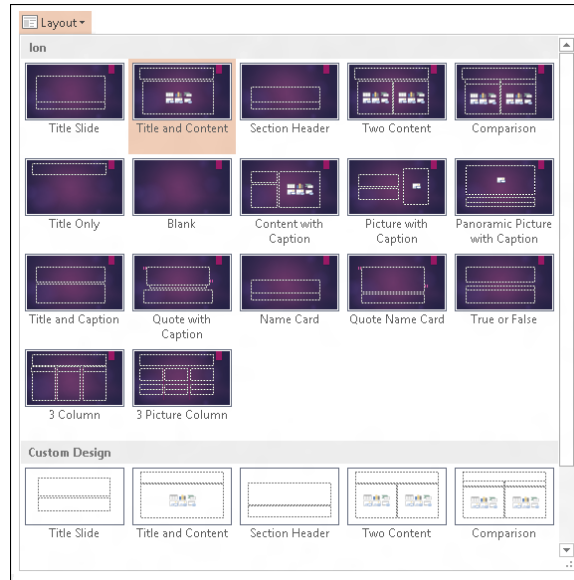 Layout
Ion
Title Slide
Title and Content
Section Header
Two Content
Comparison
Title Only
Blank
Content with
Caption
Picture with
Caption
Panoramic Picture
with Caption
Title and Caption
Quote with
Caption
Name Card
Quote Name Card
True or False
3 Column
3 Picture Column
Custom Design
Title Slide
Title and Content
Section Header
Two Content
Comparison